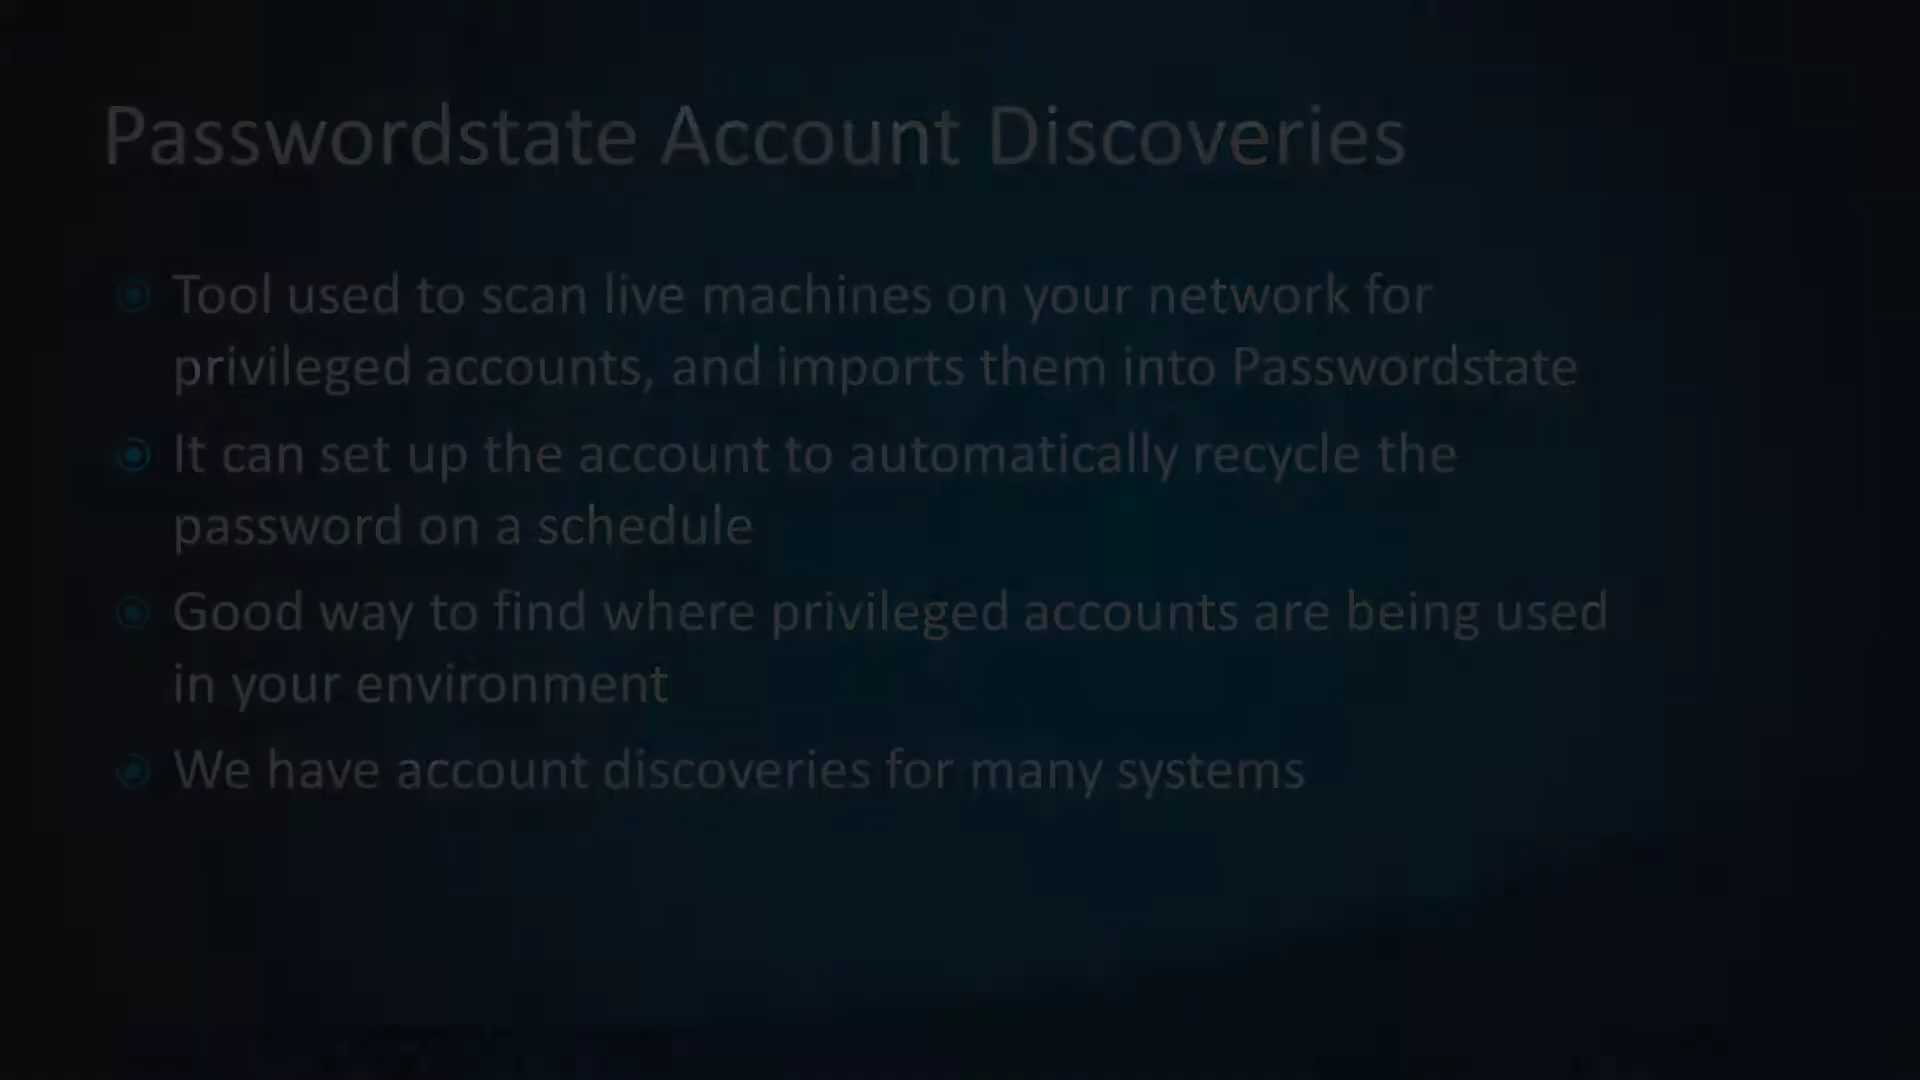 Passwordstate Account Discoveries
Tool used to scan live machines on your network for
privileged accounts, and imports them into Passwordstate
It can set up the account to automatically recycle the
password on a schedule
Good way to find where privileged accounts are being used
in your environment
We have account discoveries for many systems